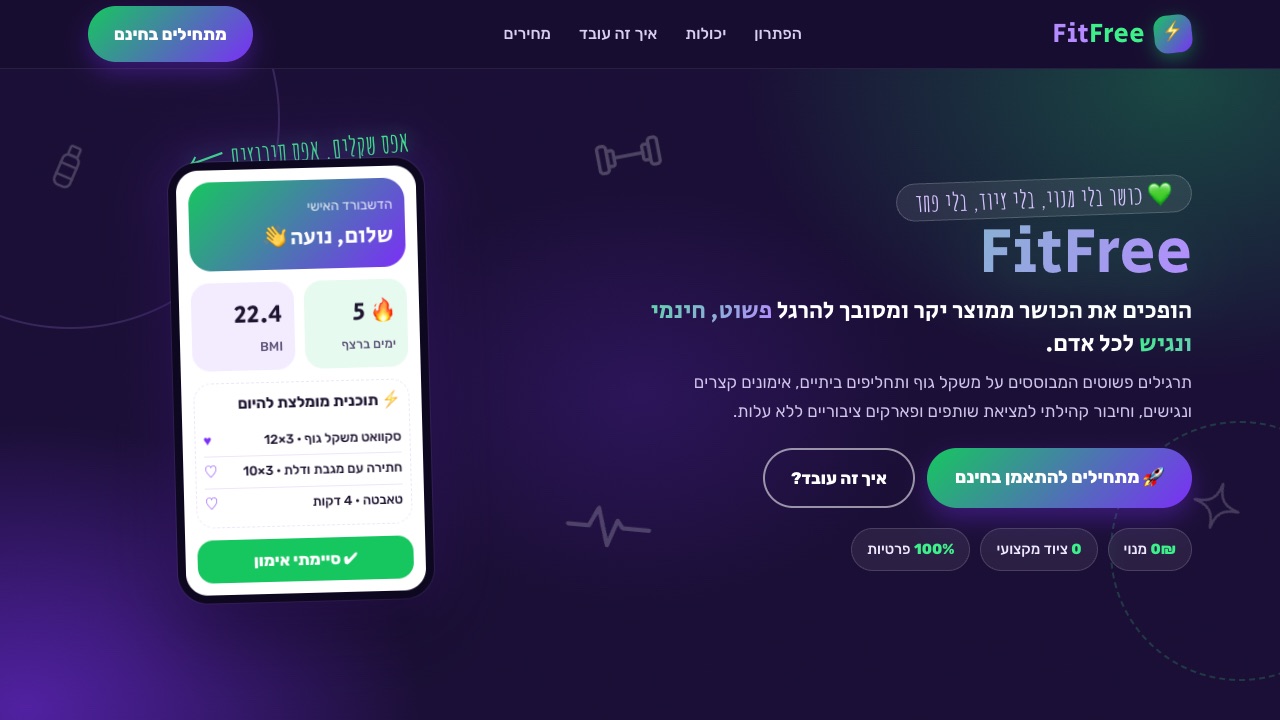 FitFree
הפתרון
יכולות
איך זה עובד
מחירים
מתחילים בחינם
כושר בלי מנוי, בלי ציוד, בלי פחד
FitFree
הופכים את הכושר ממוצר יקר ומסובך להרגל פשוט, חינמי
ונגיש לכל אדם.
תרגילים פשוטים המבוססים על משקל גוף ותחליפים ביתיים, אימונים קצרים
ונגישים, וחיבור קהילתי למציאת שותפים ופארקים ציבוריים ללא עלות.
🚀 מתחילים להתאמן בחינם
איך זה עובד?
0₪ מנוי
0 ציוד מקצועי
100% פרטיות
אפס שקלים, אפס תירוצים
הדשבורד האישי
שלום, נועה 👋
🔥 5
ימים ברצף
22.4
BMI
⚡ תוכנית מומלצת להיום
סקוואט משקל גוף • 3×12
חתירה עם מגבת ודלת • 3×10
טאבטה • 4 דקות
✔ סיימתי אימון